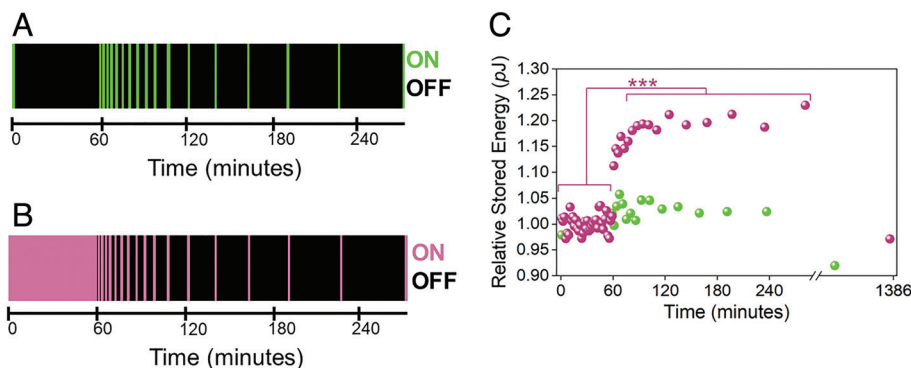 A
ON
OFF
0 60 120 180 240
Time (minutes)
B
ON
OFF
0 60 120 180 240
Time (minutes)
C
***
1.30
1.25
1.20
1.15
1.10
1.05
1.00
0.95
0.90
Relative Stored Energy (pJ)
0 60 120 180 240 1386
Time (minutes)